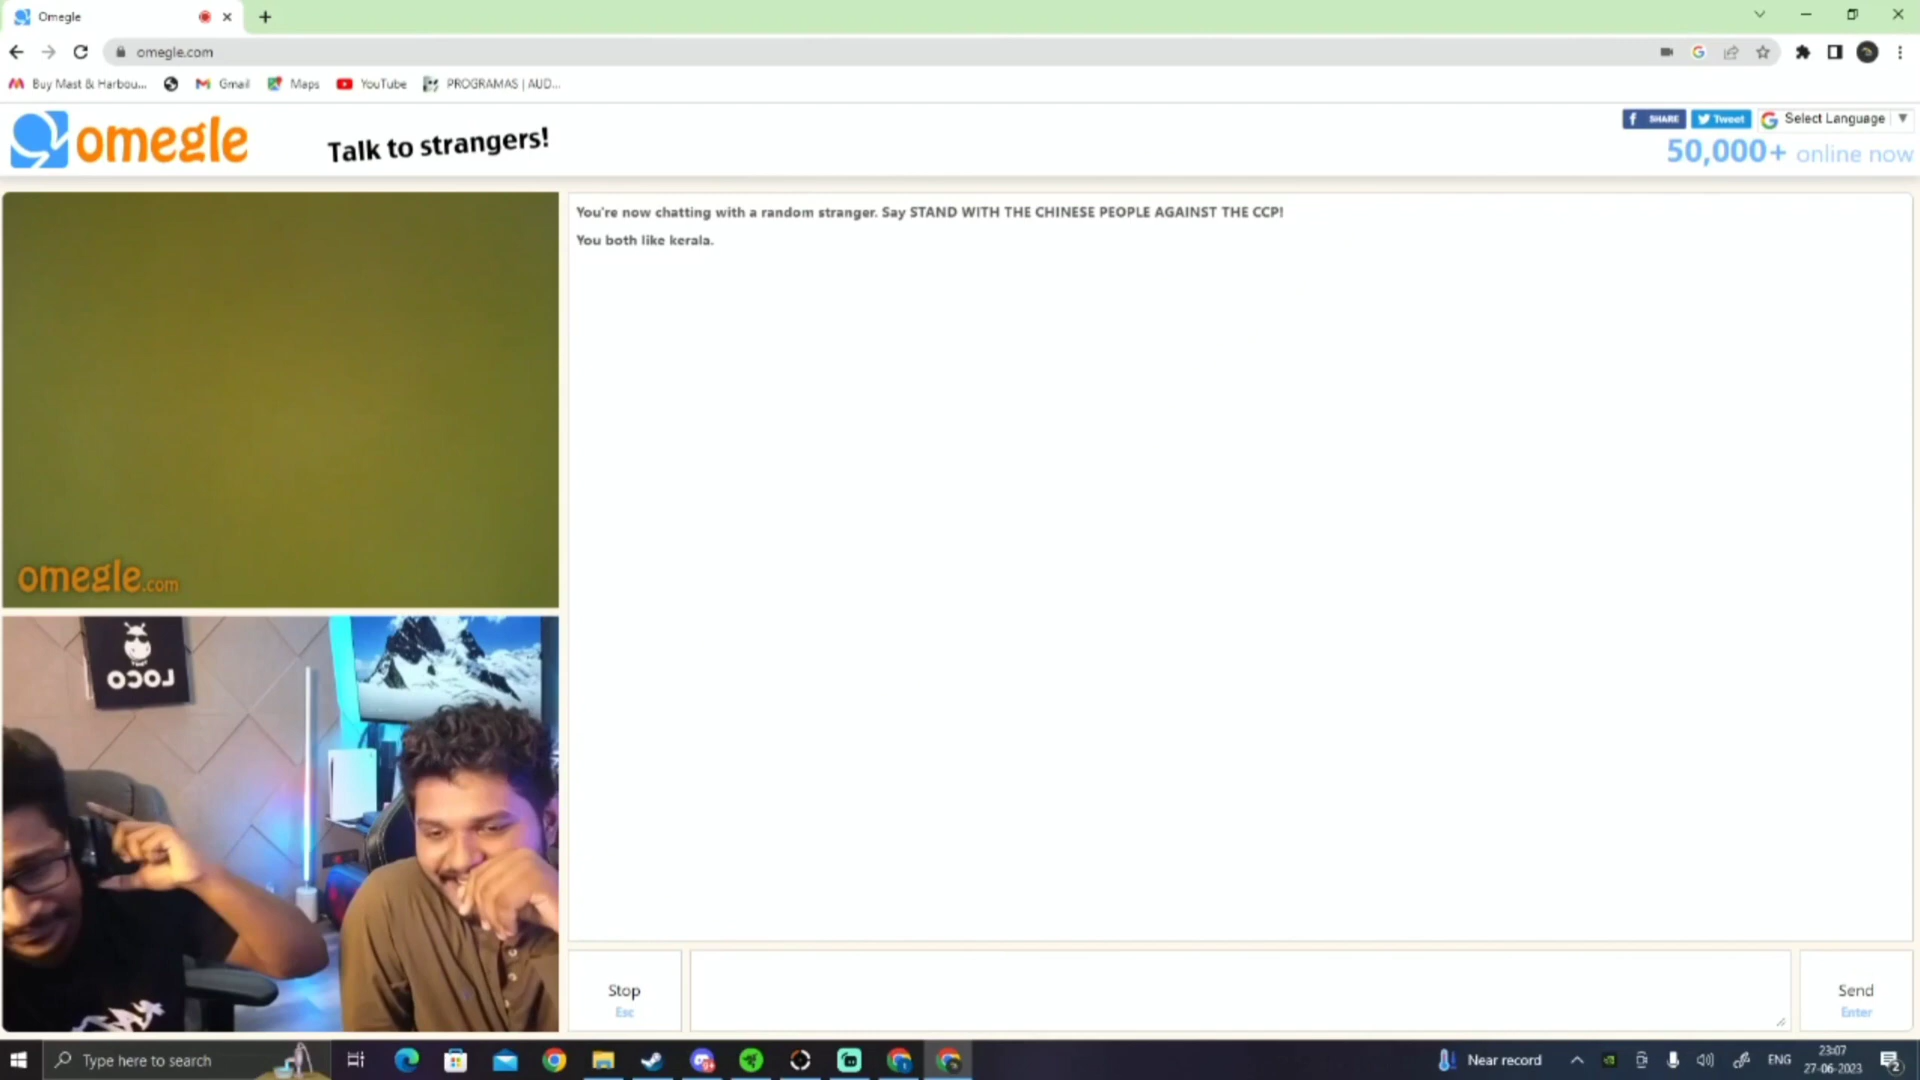 Omegle
omegle.com
Buy Mast & Harbou...
Gmail
Maps
YouTube
PROGRAMAS | AUD...
omegle
Talk to strangers!
SHARE
Tweet
Select Language
50,000+ online now
You're now chatting with a random stranger. Say STAND WITH THE CHINESE PEOPLE AGAINST THE CCP!
You both like kerala.
omegle.com
LOCO
Stop
Esc
Send
Enter
Type here to search
Near record
ENG
23:07
27-06-2023
2